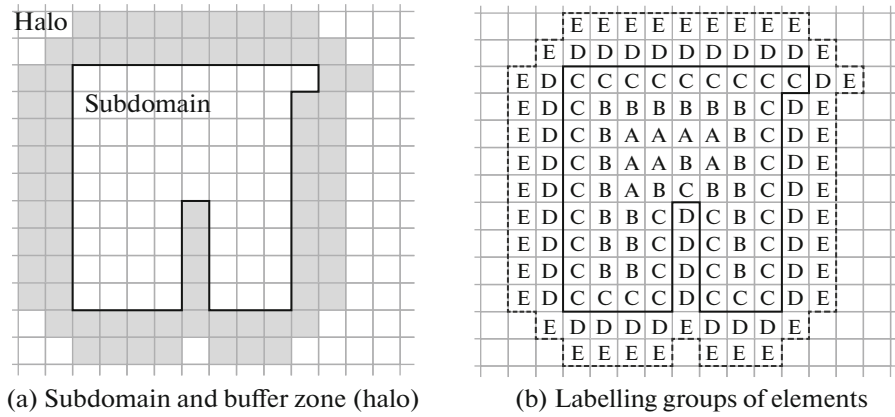 Halo
Subdomain
(a) Subdomain and buffer zone (halo)
E E E E E E E E E
E D D D D D D D D D E
E D C C C C C C C C C D E
E D C B B B B B B C D E
E D C B A A A A B C D E
E D C B A A B A B C D E
E D C B A B C B B C D E
E D C B B C D C B C D E
E D C B B C D C B C D E
E D C B B C D C B C D E
E D C C C C D C C C D E
E D D D D E D D D E
E E E E E E E
(b) Labelling groups of elements